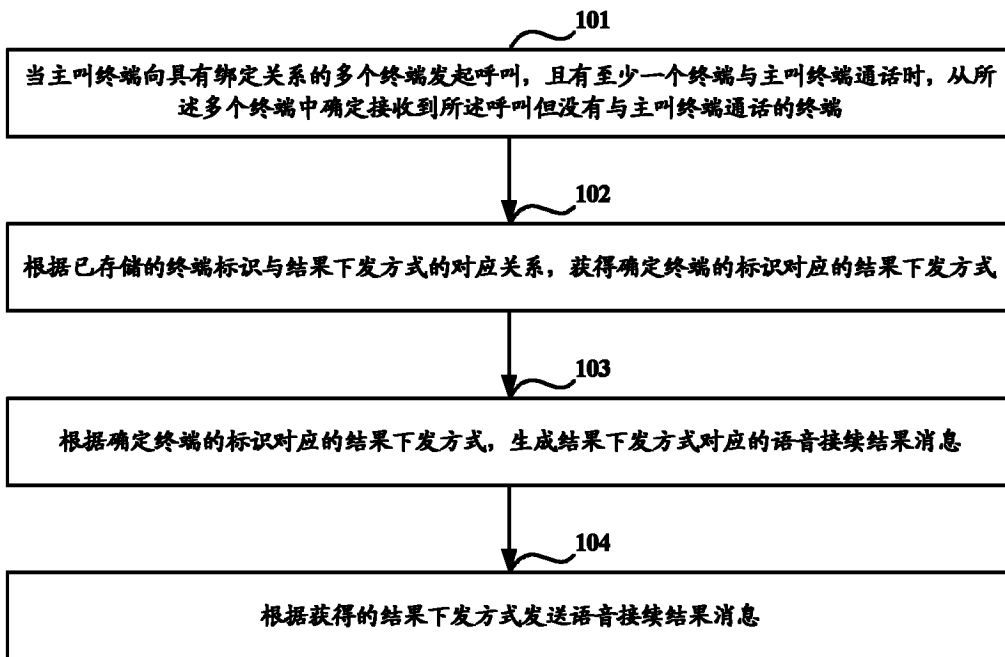 101
当主叫终端向具有绑定关系的多个终端发起呼叫，且有至少一个终端与主叫终端通话时，从所
述多个终端中确定接收到所述呼叫但没有与主叫终端通话的终端
102
根据已存储的终端标识与结果下发方式的对应关系，获得确定终端的标识对应的结果下发方式
103
根据确定终端的标识对应的结果下发方式，生成结果下发方式对应的语音接续结果消息
104
根据获得的结果下发方式发送语音接续结果消息